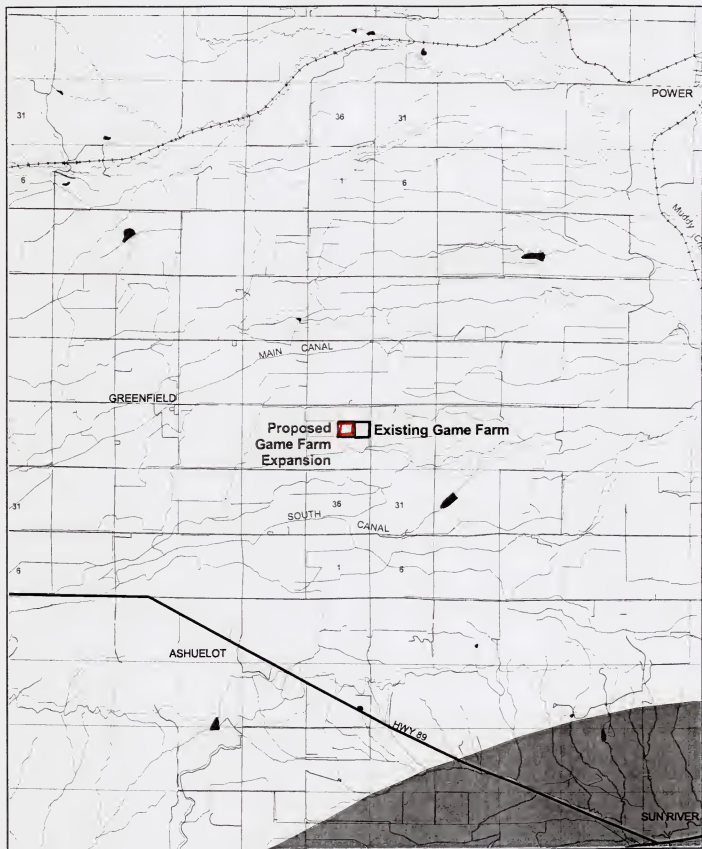 POWER
31
36
31
6
1
6
Muddy
MAIN CANAL
GREENFIELD
Proposed
Game Farm
Expansion
Existing Game Farm
31
36
31
SOUTH CANAL
6
1
6
ASHUELOT
HWY 89
SUN RIVER